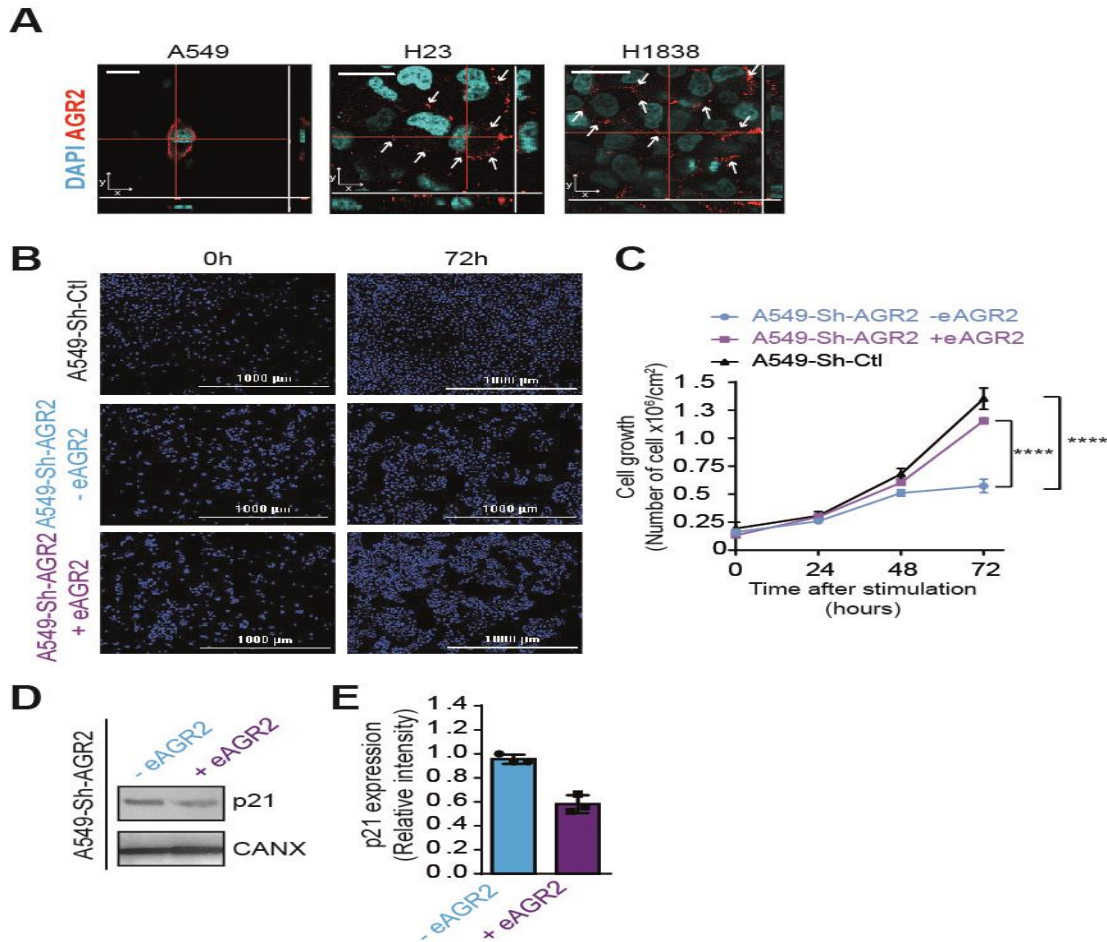 A
A549 H23 H1838
DAPI AGR2
y
x
y
x
y
x
B
0h 72h
A549-Sh-Ctl
1000 µm 1000 µm
A549-Sh-AGR2
- eAGR2
1000 µm 1000 µm
A549-Sh-AGR2
+ eAGR2
1000 µm 1000 µm
C
A549-Sh-AGR2 -eAGR2
A549-Sh-AGR2 +eAGR2
A549-Sh-Ctl
Cell growth
(Number of cell x10⁶/cm²)
1.5
1.3
1.0
0.75
0.5
0.25
0
0 24 48 72
Time after stimulation
(hours)
****
****
D
A549-Sh-AGR2
- eAGR2 + eAGR2
p21
CANX
E
p21 expression
(Relative intensity)
1.4
1.2
1.0
0.8
0.6
0.4
0.2
0.0
- eAGR2 + eAGR2